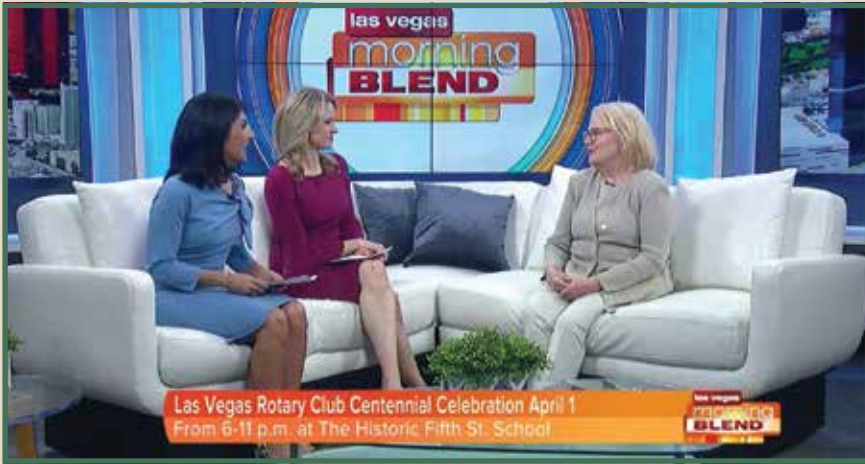 las vegas
morning
BLEND
Las Vegas Rotary Club Centennial Celebration April 1
From 6-11 p.m. at The Historic Fifth St. School
las vegas
morning
BLEND